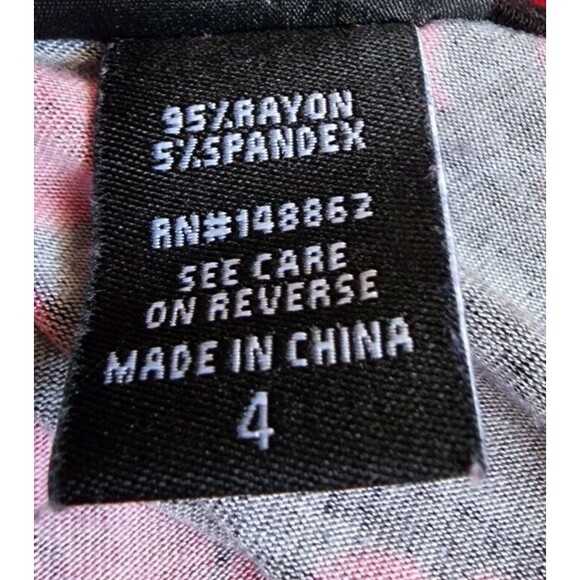 95%RAYON
5%SPANDEX
RN#148862
SEE CARE
ON REVERSE
MADE IN CHINA
4